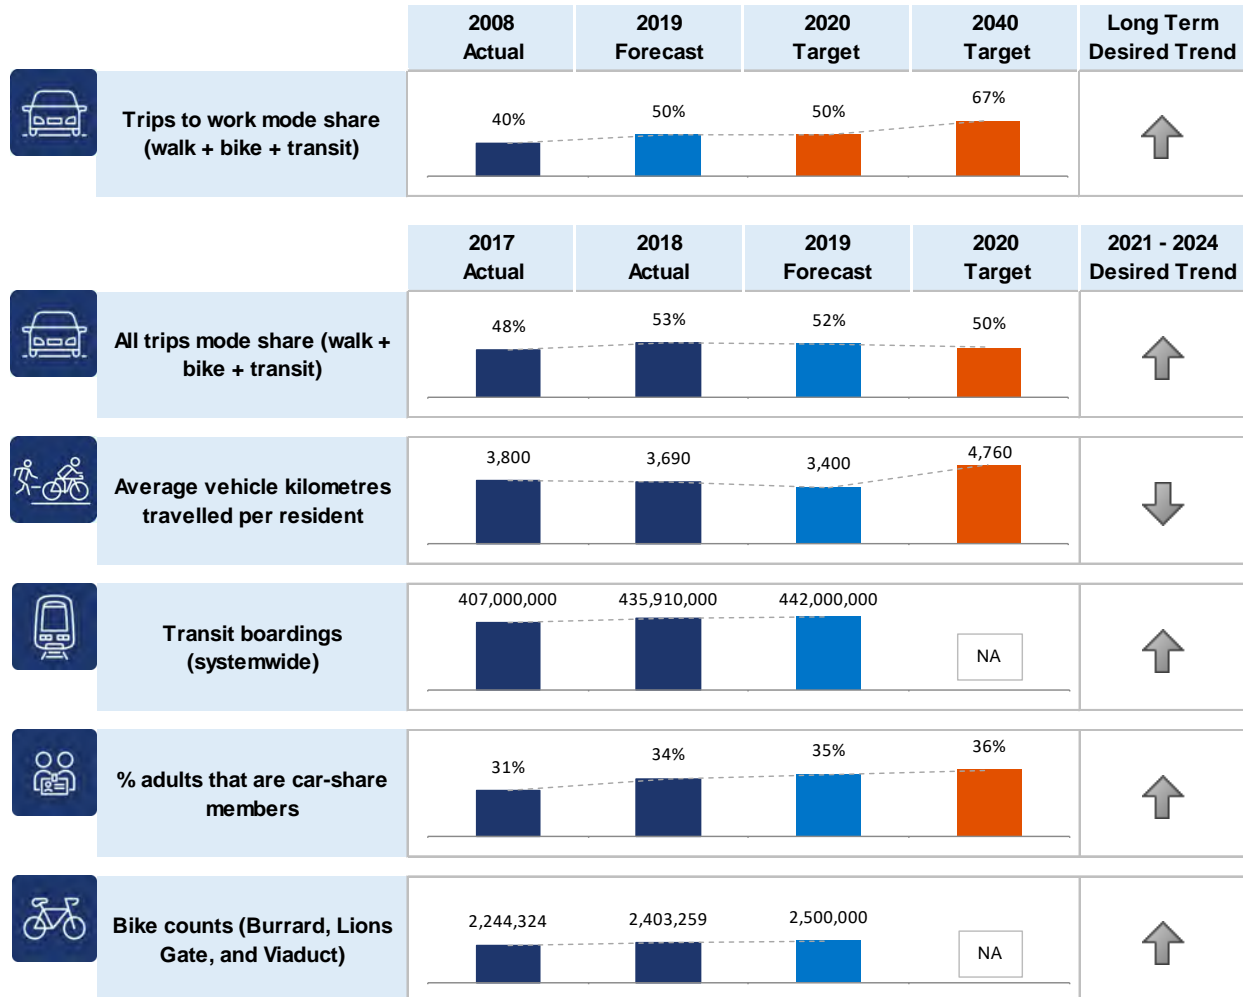 2008 2019 2020 2040 Long Term
Actual Forecast Target Target Desired Trend
Trips to work mode share
(walk + bike + transit)
40% 50% 50% 67%
2017 2018 2019 2020 2021 - 2024
Actual Actual Forecast Target Desired Trend
All trips mode share (walk +
bike + transit)
48% 53% 52% 50%
Average vehicle kilometres
travelled per resident
3,800 3,690 3,400 4,760
Transit boardings
(systemwide)
407,000,000 435,910,000 442,000,000 NA
% adults that are car-share
members
31% 34% 35% 36%
Bike counts (Burrard, Lions
Gate, and Viaduct)
2,244,324 2,403,259 2,500,000 NA